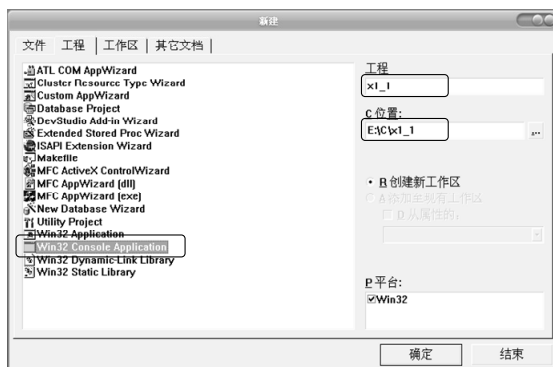 新建
文件 工程 工作区 其它文档
ATL COM AppWizard
Cluster Resource Type Wizard
Custom AppWizard
Database Project
DevStudio Add-in Wizard
Extended Stored Proc Wizard
ISAPI Extension Wizard
Makefile
MFC ActiveX ControlWizard
MFC AppWizard [dll]
MFC AppWizard [exe]
New Database Wizard
Utility Project
Win32 Application
Win32 Console Application
Win32 Dynamic-Link Library
Win32 Static Library
工程
x1_1
C 位置:
E:\C\x1_1
...
R 创建新工作区
A 添加至现有工作区
D 从属性的:
P 平台:
Win32
确定 结束